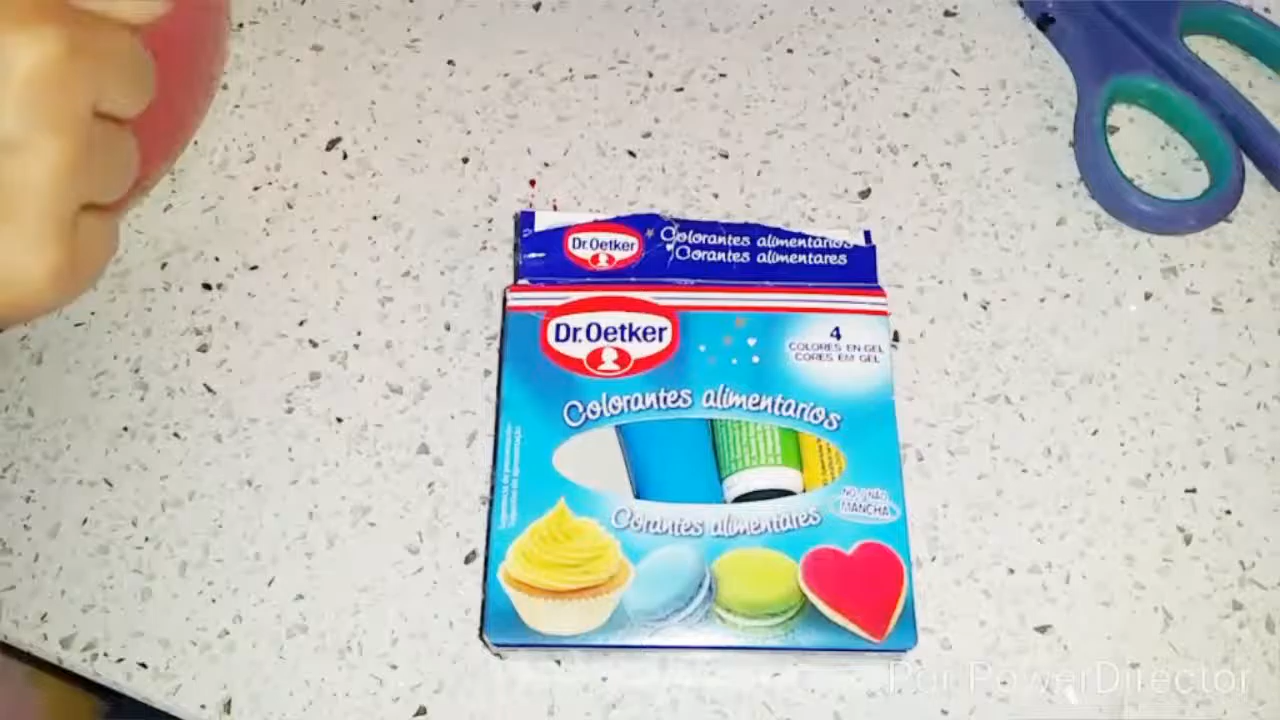 Dr.Oetker
Colorantes alimentarios
Corantes alimentares
Dr.Oetker
4
COLORES EN GEL
CORES EM GEL
Colorantes alimentarios
Corantes alimentares
NO / NÃO
MANCHA
Por PowerDirector